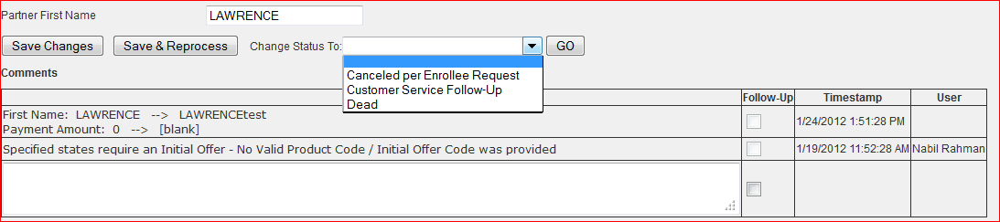 Partner First Name LAWRENCE
Save Changes Save & Reprocess Change Status To: GO
Canceled per Enrollee Request
Customer Service Follow-Up
Dead
Comments
Follow-Up Timestamp User
First Name: LAWRENCE --> LAWRENCEtest
Payment Amount: 0 --> [blank]
1/24/2012 1:51:28 PM
Specified states require an Initial Offer - No Valid Product Code / Initial Offer Code was provided 1/19/2012 11:52:28 AM Nabil Rahman